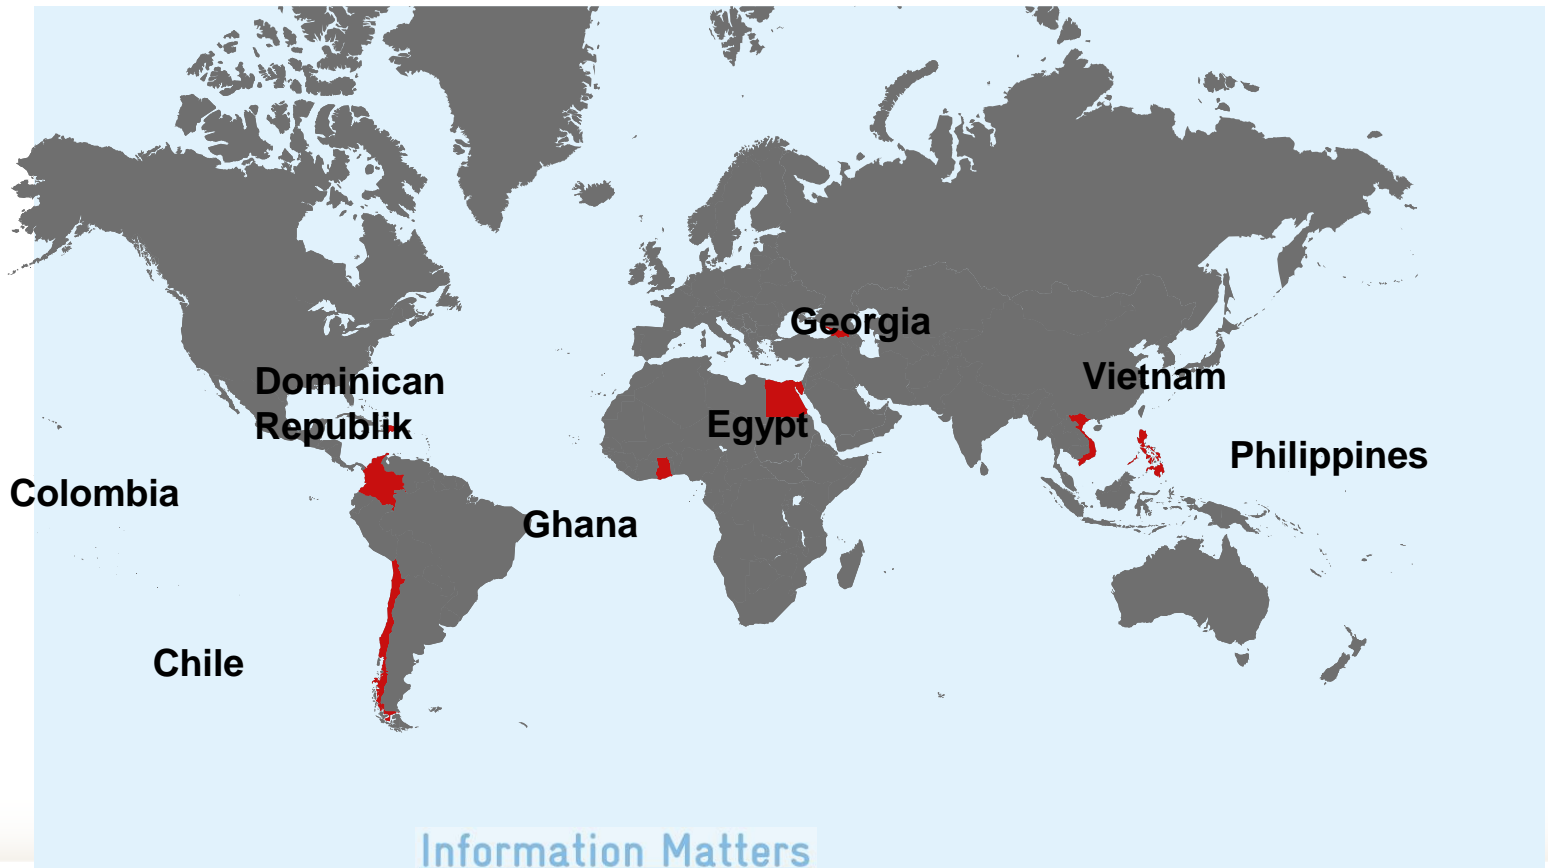 Georgia
Dominican
Republik
Vietnam
Egypt
Philippines
Colombia
Ghana
Chile
Information Matters